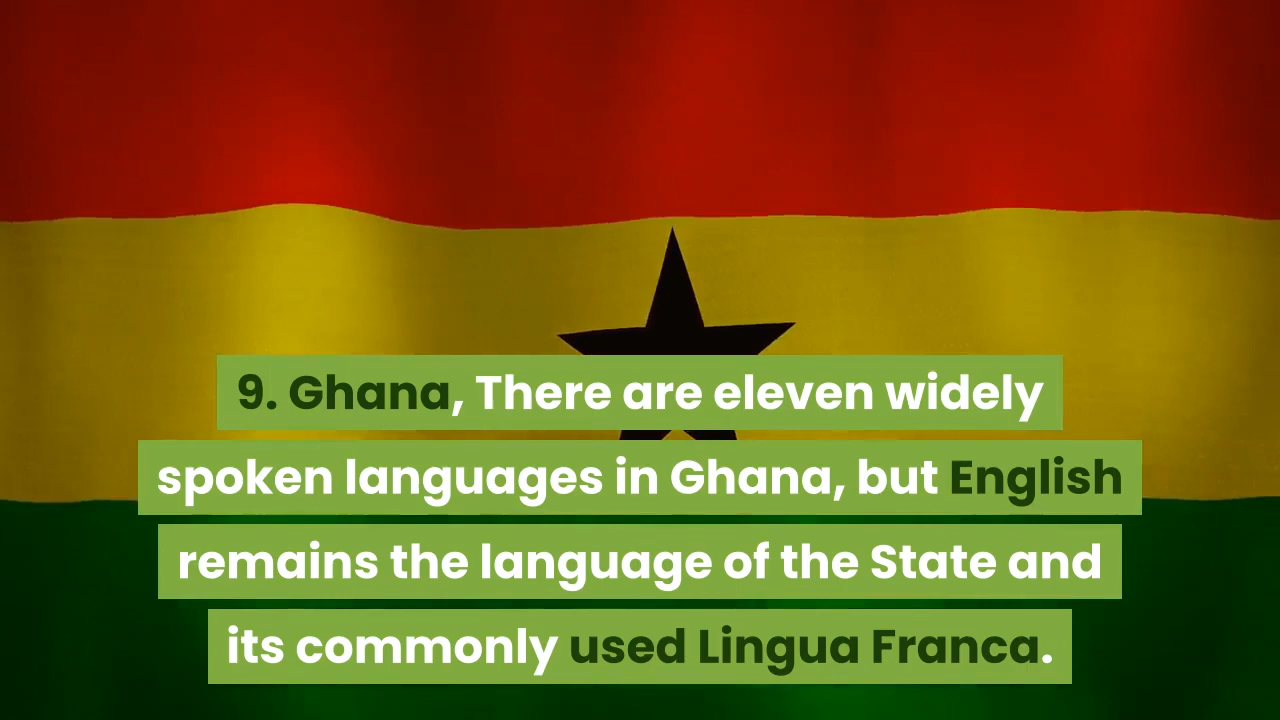 9. Ghana, There are eleven widely
spoken languages in Ghana, but English
remains the language of the State and
its commonly used Lingua Franca.